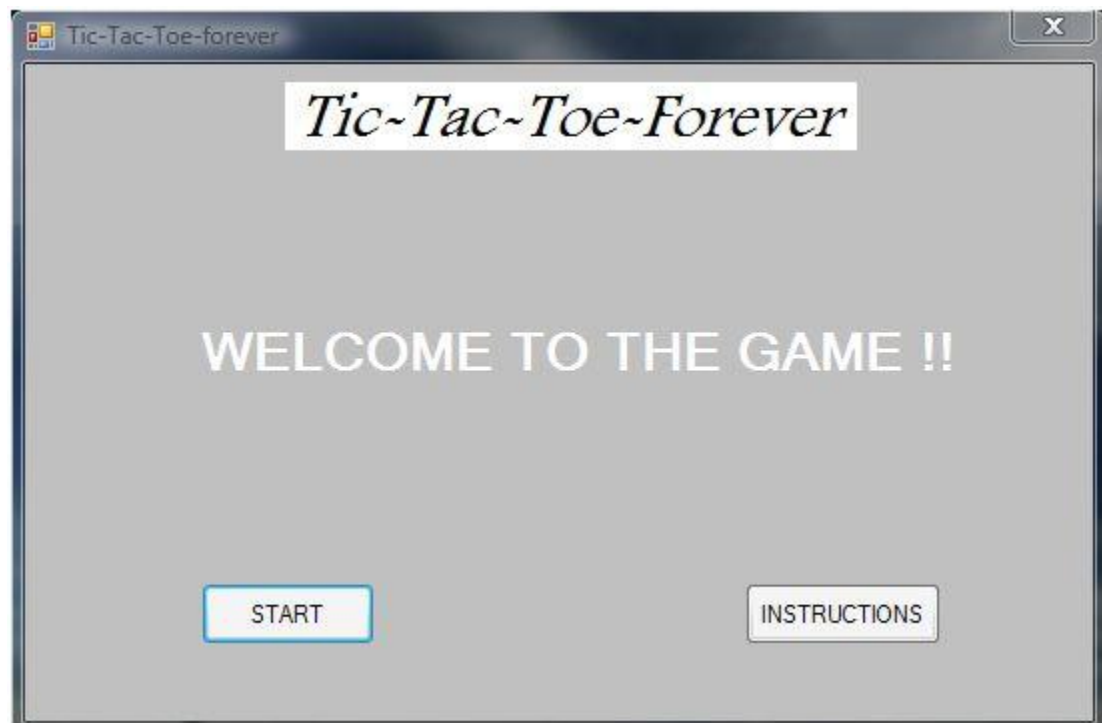 Tic-Tac-Toe-forever
Tic-Tac-Toe-Forever
WELCOME TO THE GAME !!
START
INSTRUCTIONS